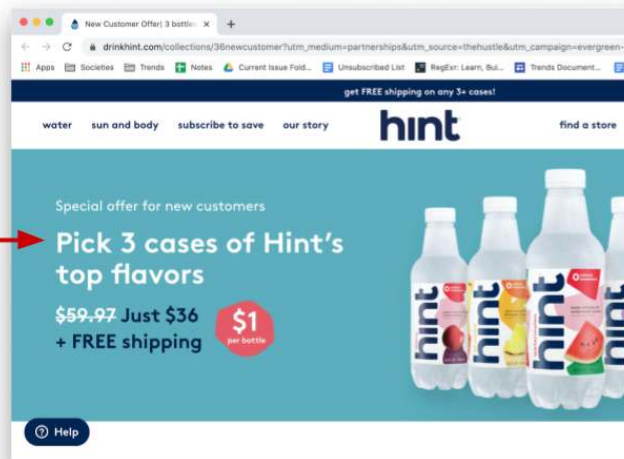 New Customer Offer| 3 bottles
drinkhint.com/collections/36newcustomer?utm_medium=partnerships&utm_source=thehustle&utm_campaign=evergreen-
Apps Societies Trends Notes Current Issue Fold... Unsubscribed List RegExr: Learn, Bui... Trends Document...
get FREE shipping on any 3+ cases!
water sun and body subscribe to save our story hint find a store
Special offer for new customers
Pick 3 cases of Hint's
top flavors
$59.97 Just $36
+ FREE shipping
$1
per bottle
hint hint hint
Help